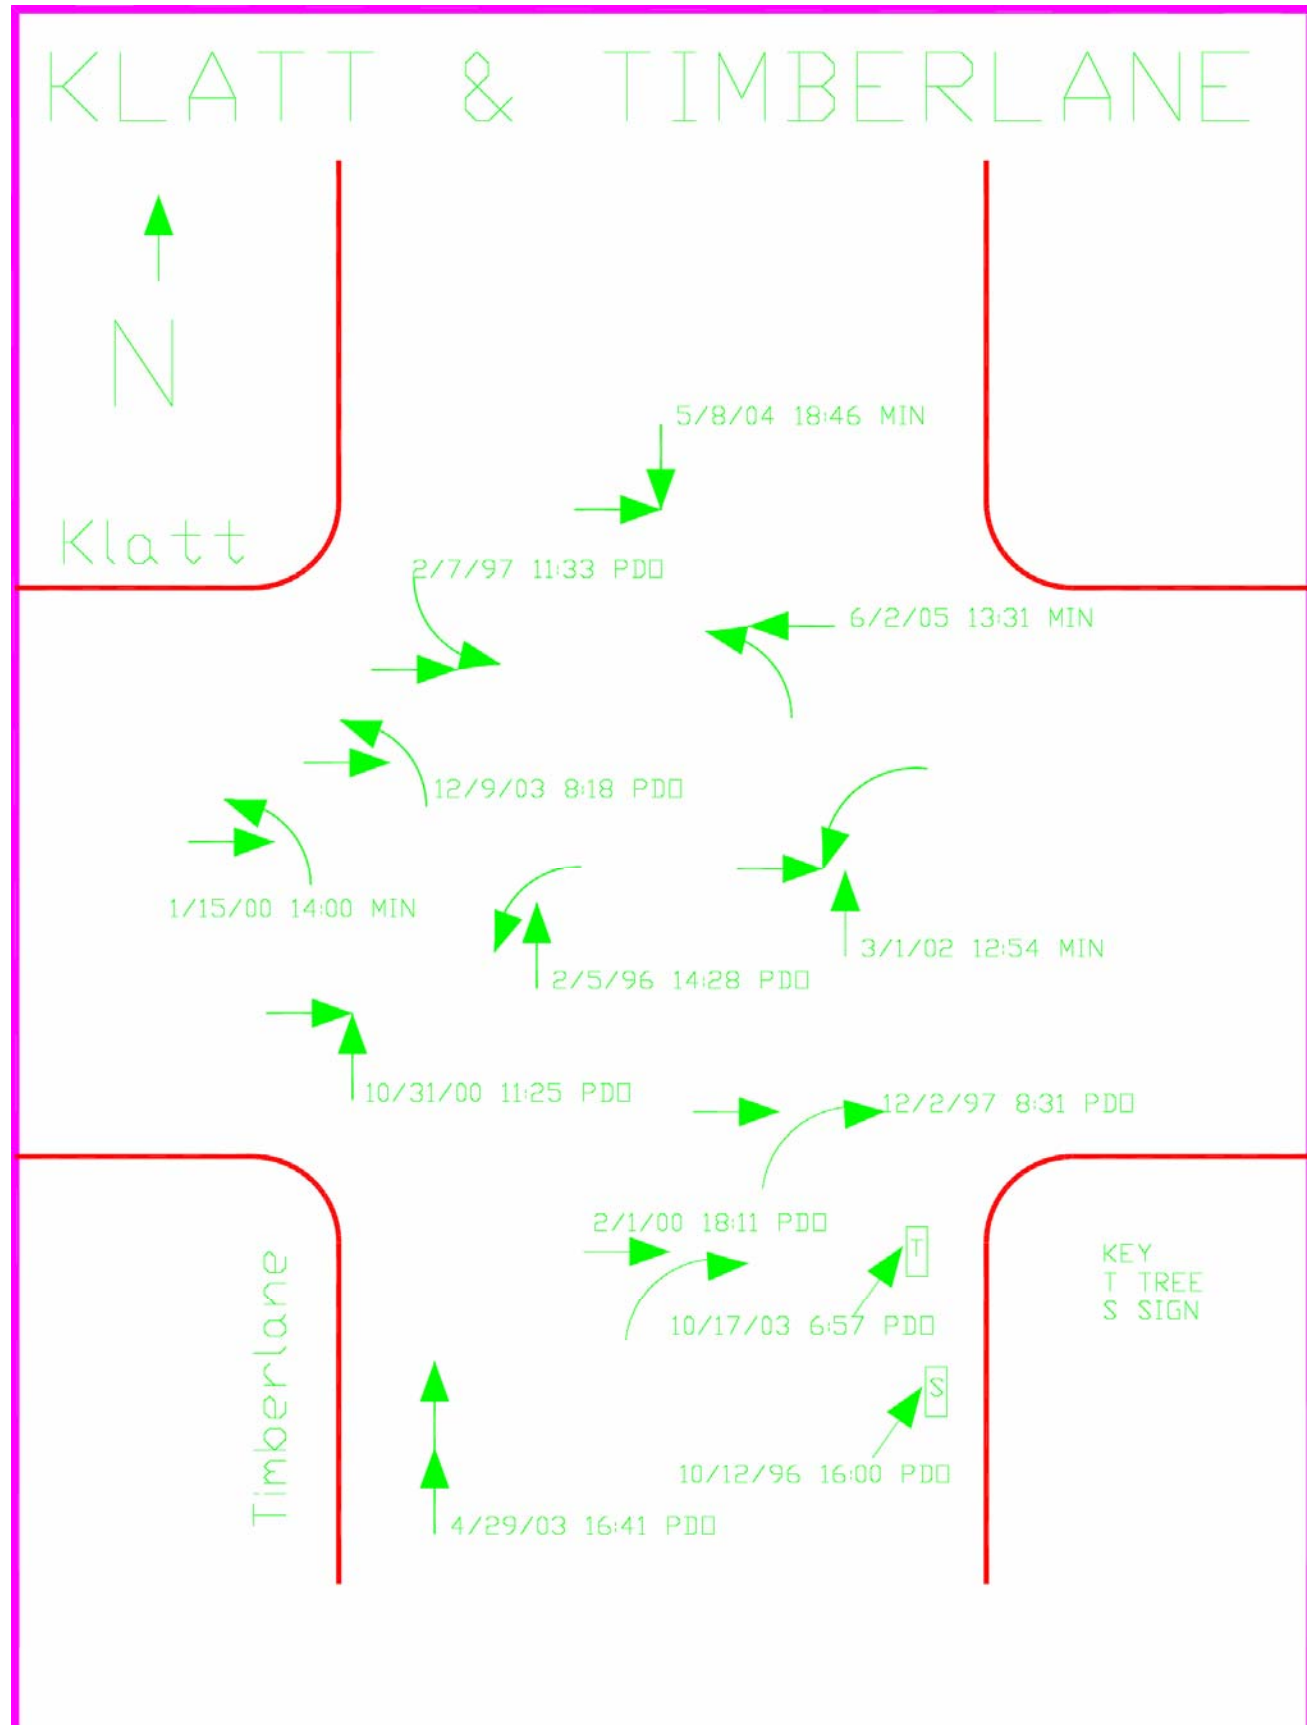 KLATT & TIMBERLANE
N
5/8/04 18:46 MIN
Klatt
2/7/97 11:33 PDO
6/2/05 13:31 MIN
12/9/03 8:18 PDO
1/15/00 14:00 MIN
3/1/02 12:54 MIN
2/5/96 14:28 PDO
10/31/00 11:25 PDO
12/2/97 8:31 PDO
2/1/00 18:11 PDO
T
10/17/03 6:57 PDO
S
10/12/96 16:00 PDO
4/29/03 16:41 PDO
Timberlane
KEY
T TREE
S SIGN